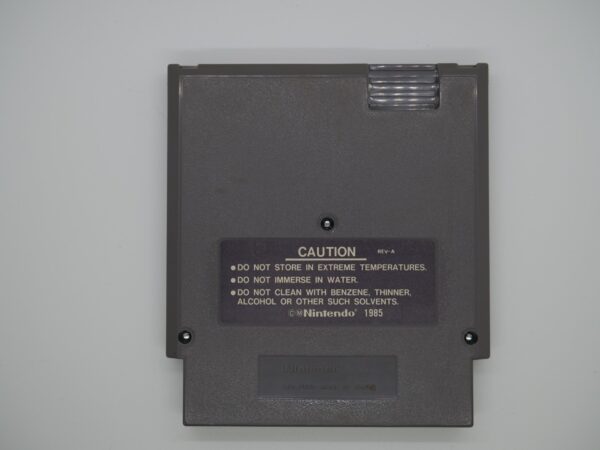 CAUTION REV-A
• DO NOT STORE IN EXTREME TEMPERATURES.
• DO NOT IMMERSE IN WATER.
• DO NOT CLEAN WITH BENZENE, THINNER,
ALCOHOL OR OTHER SUCH SOLVENTS.
©M Nintendo® 1985
Nintendo